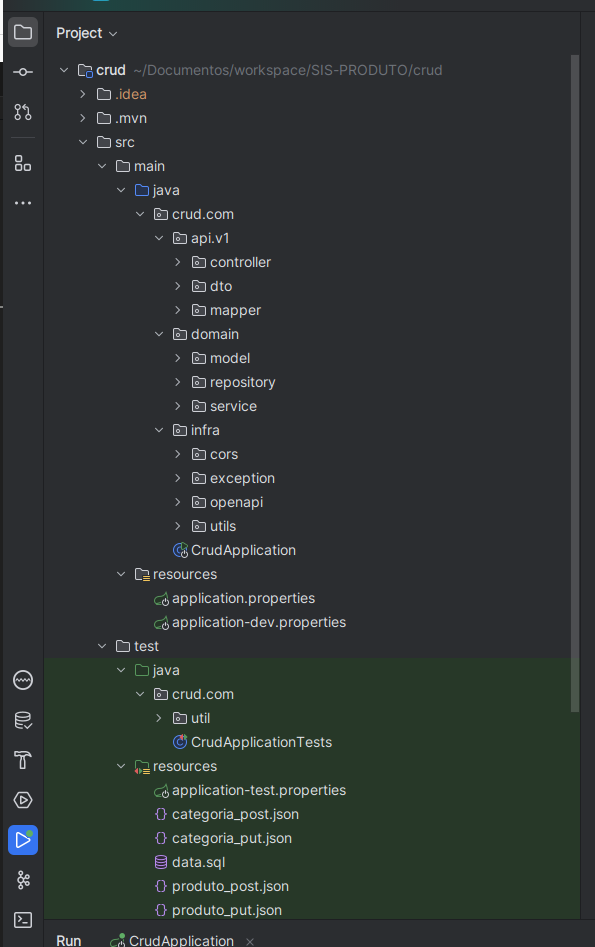 Project
crud ~/Documentos/workspace/SIS-PRODUTO/crud
.idea
.mvn
src
main
java
crud.com
api.v1
controller
dto
mapper
domain
model
repository
service
infra
cors
exception
openapi
utils
CrudApplication
resources
application.properties
application-dev.properties
test
java
crud.com
util
CrudApplicationTests
resources
application-test.properties
categoria_post.json
categoria_put.json
data.sql
produto_post.json
produto_put.json
Run CrudApplication